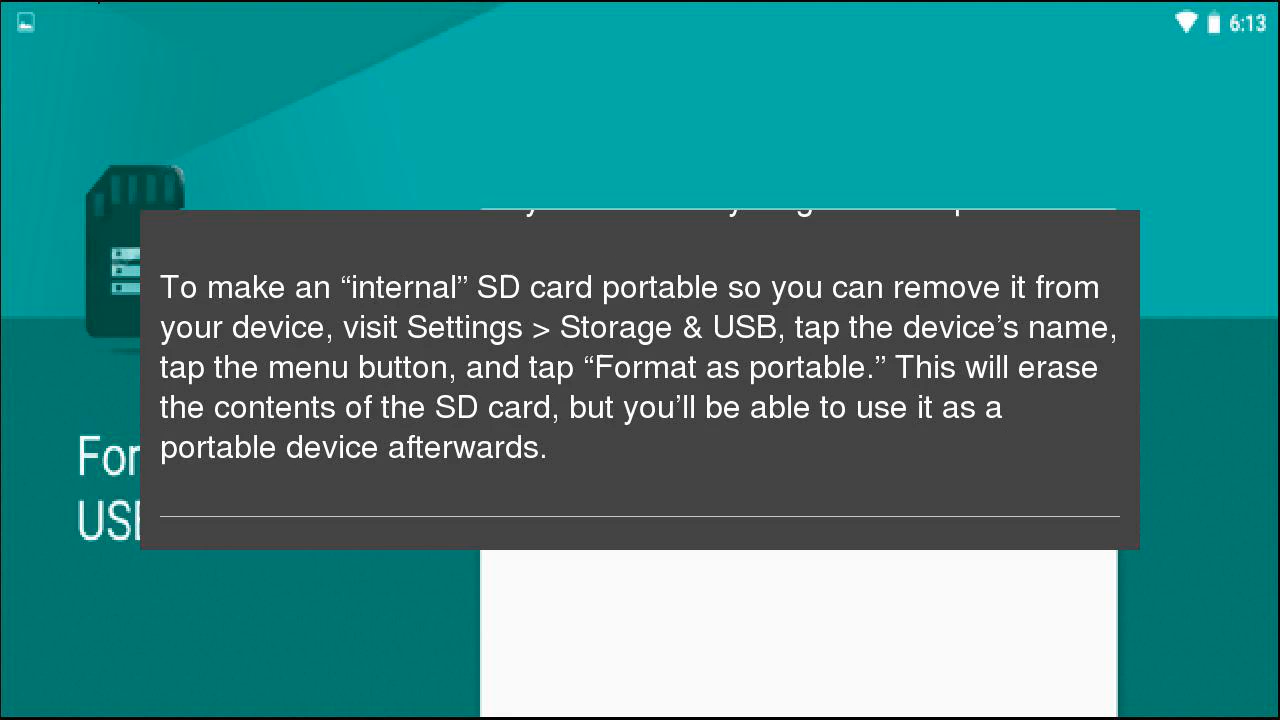 6:13
To make an “internal” SD card portable so you can remove it from
your device, visit Settings > Storage & USB, tap the device’s name,
tap the menu button, and tap “Format as portable.” This will erase
the contents of the SD card, but you’ll be able to use it as a
portable device afterwards.